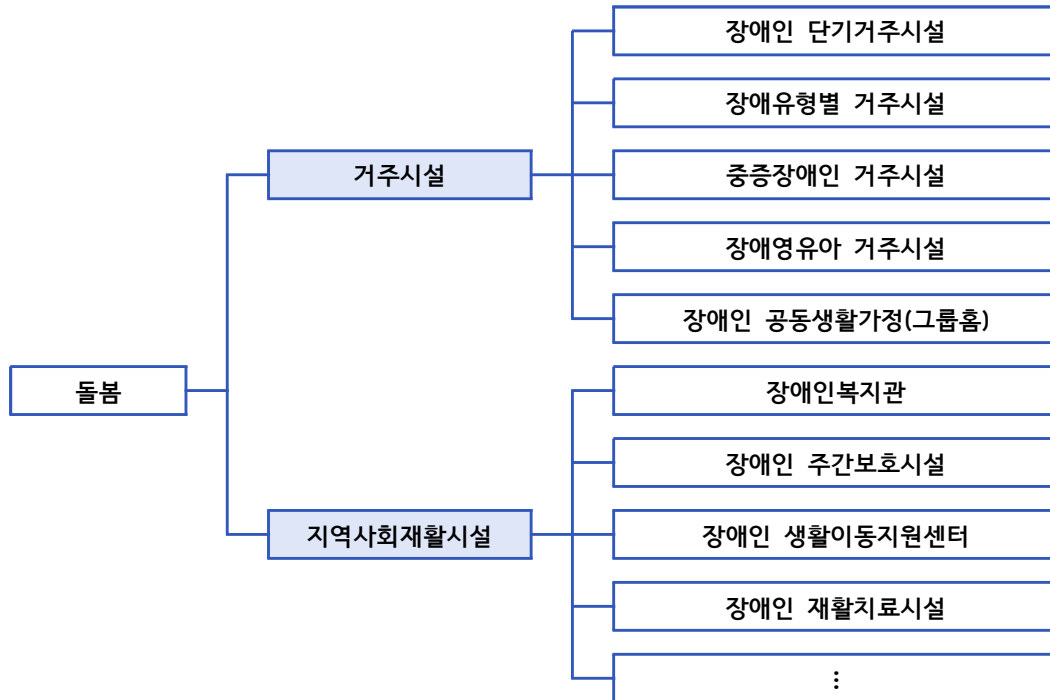 돌봄
거주시설
장애인 단기거주시설
장애유형별 거주시설
중증장애인 거주시설
장애영유아 거주시설
장애인 공동생활가정(그룹홈)
지역사회재활시설
장애인복지관
장애인 주간보호시설
장애인 생활이동지원센터
장애인 재활치료시설
⋮